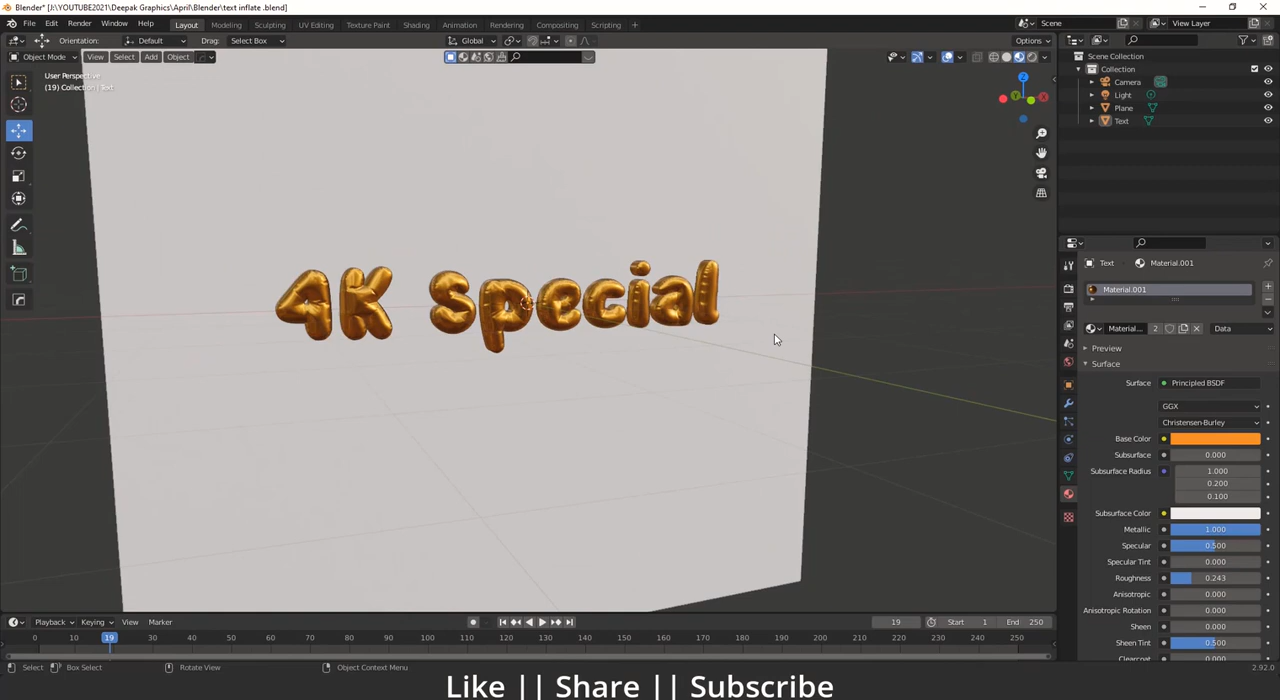 Blender* [J:\YOUTUBE2021\Deepak Graphics\April\Blender\text inflate .blend]
File Edit Render Window Help Layout Modeling Sculpting UV Editing Texture Paint Shading Animation Rendering Compositing Scripting + Scene View Layer
Orientation: Default Drag: Select Box Global Options
Object Mode View Select Add Object
User Perspective
(19) Collection | Text
Z
X
Y
4K special
Scene Collection
Collection
Camera
Light
Plane
Text
Text Material.001
Material.001
Material... 2 Data
Preview
Surface
Surface Principled BSDF
GGX
Christensen-Burley
Base Color
Subsurface 0.000
Subsurface Radius 1.000
0.200
0.100
Subsurface Color
Metallic 1.000
Specular 0.500
Specular Tint 0.000
Roughness 0.243
Anisotropic 0.000
Anisotropic Rotation 0.000
Sheen 0.000
Sheen Tint 0.500
Clearcoat 0.000
Playback Keying View Marker 19 Start 1 End 250
0 10 19 30 40 50 60 70 80 90 100 110 120 130 140 150 160 170 180 190 200 210 220 230 240 250
Select Box Select Rotate View Object Context Menu 2.92.0
Like || Share || Subscribe